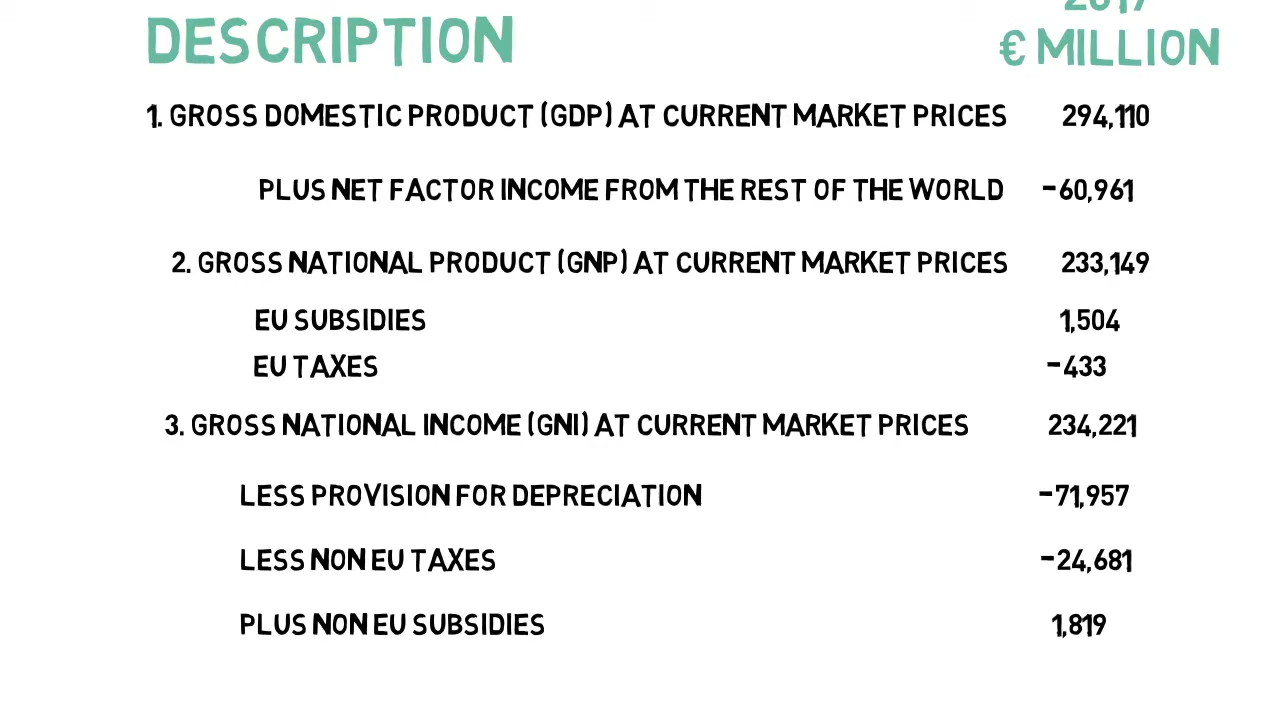 DESCRIPTION
2017
€ MILLION
1. GROSS DOMESTIC PRODUCT (GDP) AT CURRENT MARKET PRICES 294,110
PLUS NET FACTOR INCOME FROM THE REST OF THE WORLD -60,961
2. GROSS NATIONAL PRODUCT (GNP) AT CURRENT MARKET PRICES 233,149
EU SUBSIDIES 1,504
EU TAXES -433
3. GROSS NATIONAL INCOME (GNI) AT CURRENT MARKET PRICES 234,221
LESS PROVISION FOR DEPRECIATION -71,957
LESS NON EU TAXES -24,681
PLUS NON EU SUBSIDIES 1,819